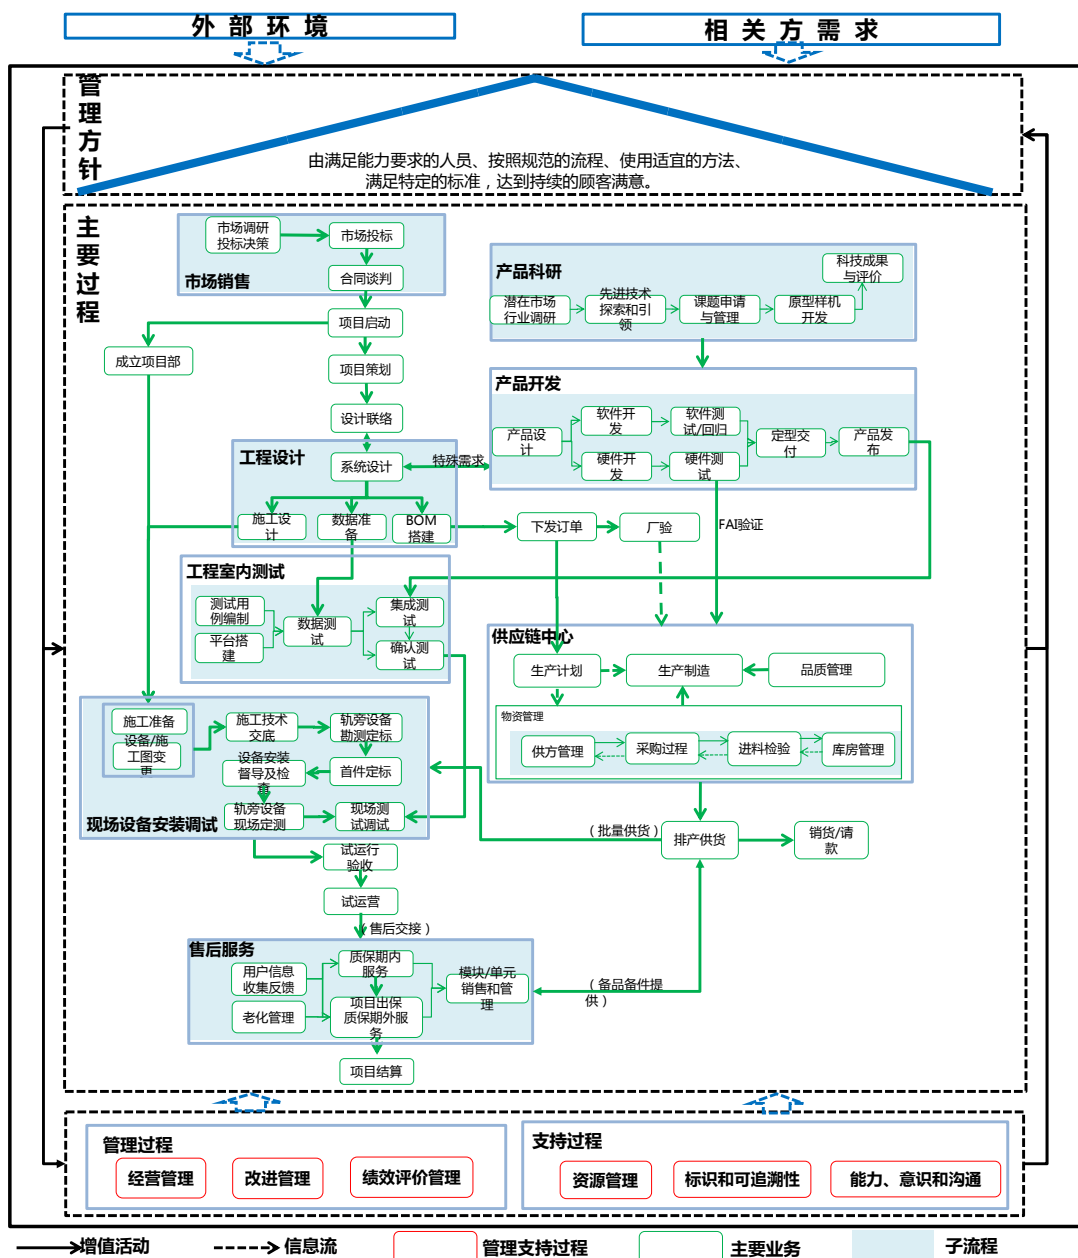 外部环境
相关方需求
管理方针
由满足能力要求的人员、按照规范的流程、使用适宜的方法、
满足特定的标准，达到持续的顾客满意。
主要过程
市场调研
投标决策
市场投标
市场销售
合同谈判
项目启动
成立项目部
项目策划
设计联络
产品科研
科技成果
与评价
潜在市场
行业调研
先进技术
探索和引
领
课题申请
与管理
原型样机
开发
产品开发
产品设
计
软件开
发
软件测
试/回归
硬件开
发
硬件测
试
定型交
付
产品发
布
工程设计
系统设计
特殊需求
施工设
计
数据准
备
BOM
搭建
下发订单
厂验
FAI验证
工程室内测试
测试用
例编制
平台搭
建
数据测
试
集成测
试
确认测
试
供应链中心
生产计划
生产制造
品质管理
物资管理
供方管理
采购过程
进料检验
库房管理
施工准备
设备/施
工图变
更
施工技术
交底
轨旁设备
勘测定标
设备安装
督导及检
查
首件定标
轨旁设备
现场定测
现场测
试调试
现场设备安装调试
（批量供货）
排产供货
销货/请
款
试运行
验收
试运营
（售后交接）
售后服务
用户信息
收集反馈
老化管理
质保期内
服务
项目出保
质保期外服
务
模块/单元
销售和管
理
（备品备件提
供）
项目结算
管理过程
经营管理
改进管理
绩效评价管理
支持过程
资源管理
标识和可追溯性
能力、意识和沟通
增值活动
信息流
管理支持过程
主要业务
子流程